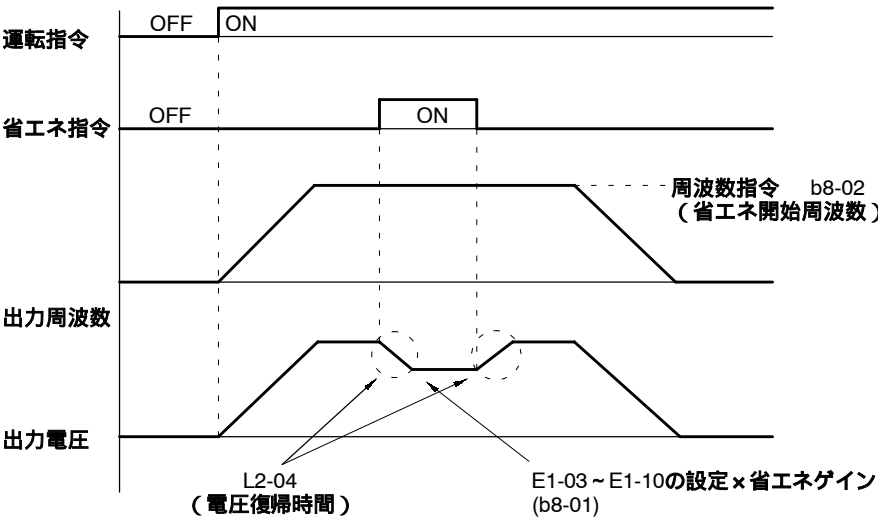 運転指令
OFF
ON
省エネ指令
OFF
ON
周波数指令 b8-02
(省エネ開始周波数)
出力周波数
出力電圧
L2-04
(電圧復帰時間)
E1-03~E1-10の設定×省エネゲイン
(b8-01)